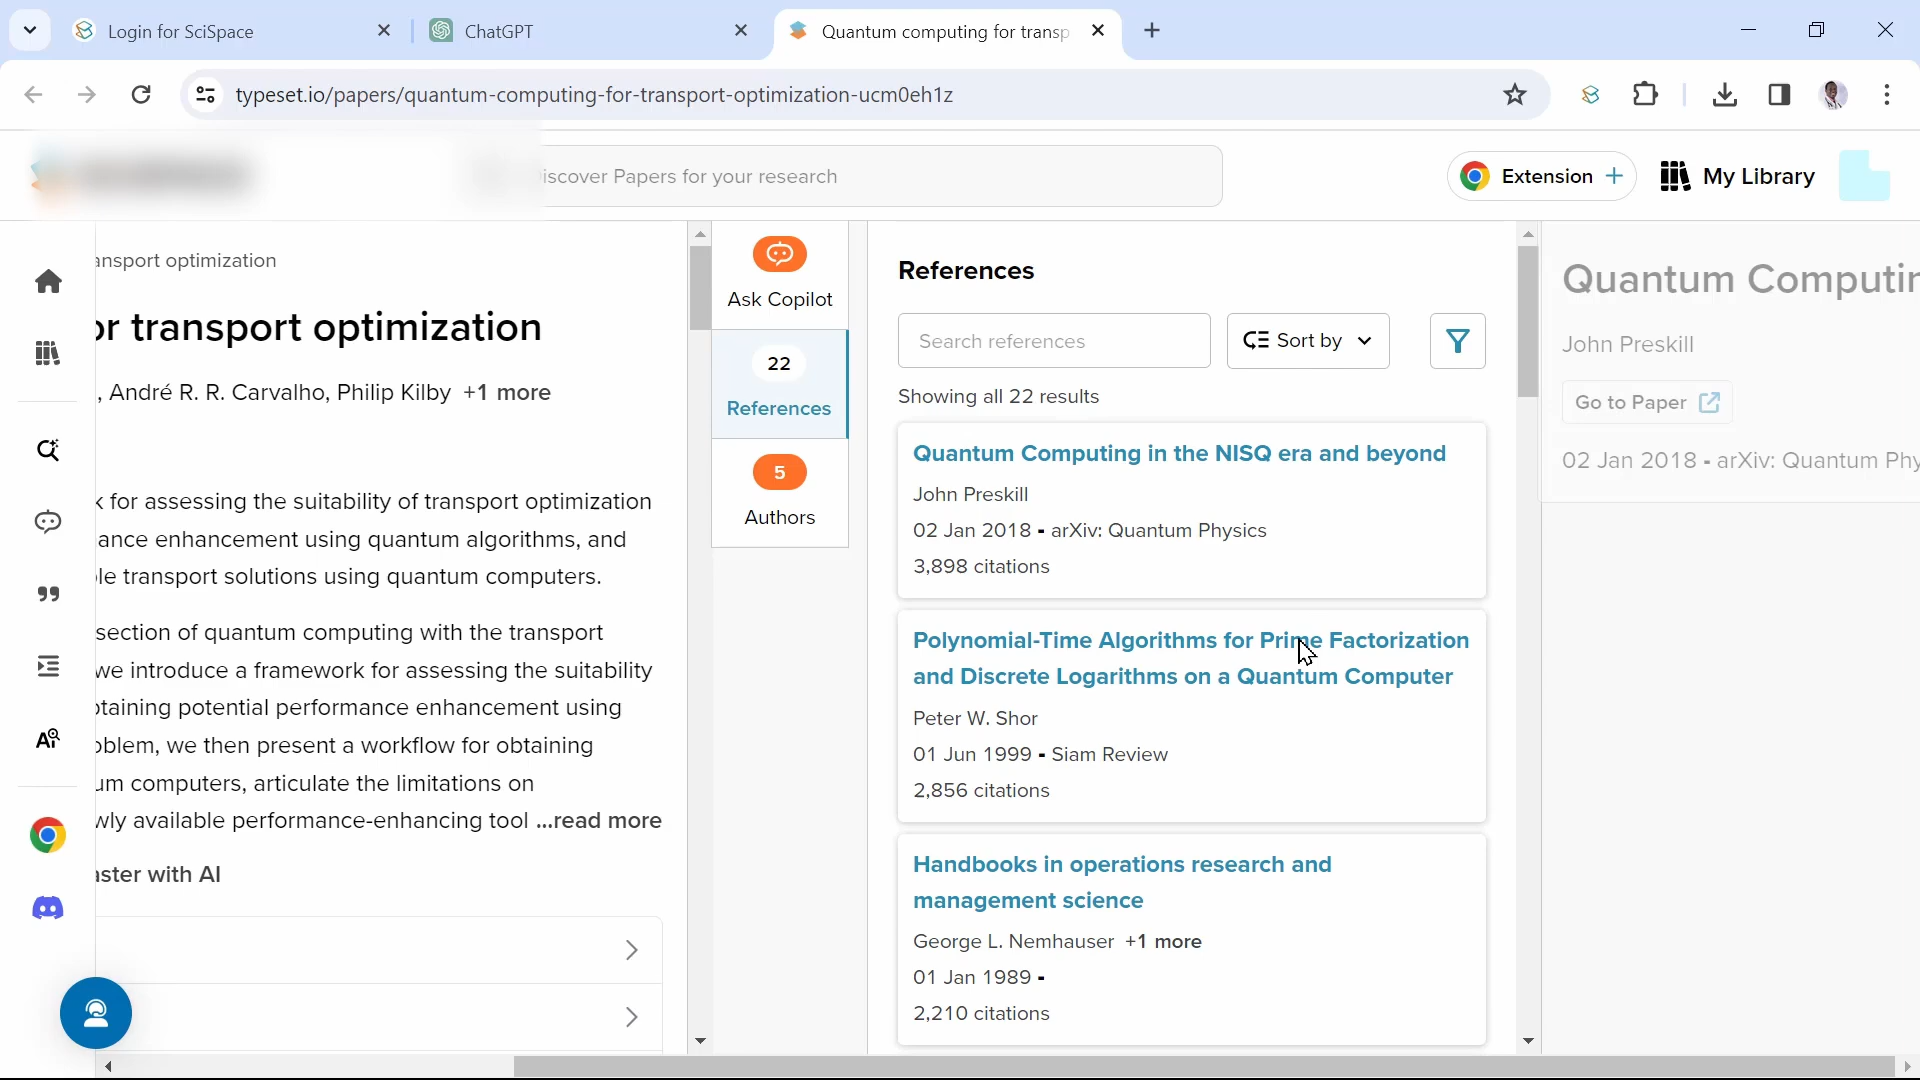 Login for SciSpace
ChatGPT
Quantum computing for transp
typeset.io/papers/quantum-computing-for-transport-optimization-ucm0eh1z
iscover Papers for your research
Extension +
My Library
ansport optimization
or transport optimization
, André R. R. Carvalho, Philip Kilby +1 more
k for assessing the suitability of transport optimization
ance enhancement using quantum algorithms, and
le transport solutions using quantum computers.
section of quantum computing with the transport
we introduce a framework for assessing the suitability
btaining potential performance enhancement using
oblem, we then present a workflow for obtaining
um computers, articulate the limitations on
wly available performance-enhancing tool ...read more
aster with AI
Ask Copilot
22
References
5
Authors
References
Search references
Sort by
Showing all 22 results
Quantum Computing in the NISQ era and beyond
John Preskill
02 Jan 2018 - arXiv: Quantum Physics
3,898 citations
Polynomial-Time Algorithms for Prime Factorization
and Discrete Logarithms on a Quantum Computer
Peter W. Shor
01 Jun 1999 - Siam Review
2,856 citations
Handbooks in operations research and
management science
George L. Nemhauser +1 more
01 Jan 1989 -
2,210 citations
Quantum Computin
John Preskill
Go to Paper
02 Jan 2018 - arXiv: Quantum Phy